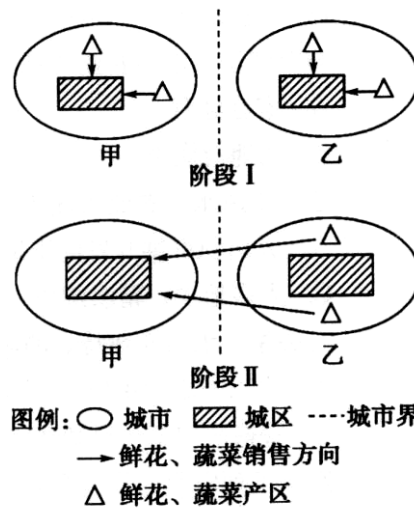 甲 乙
阶段Ⅰ
甲 乙
阶段Ⅱ
图例: 城市 城区 城市界
鲜花、蔬菜销售方向
鲜花、蔬菜产区